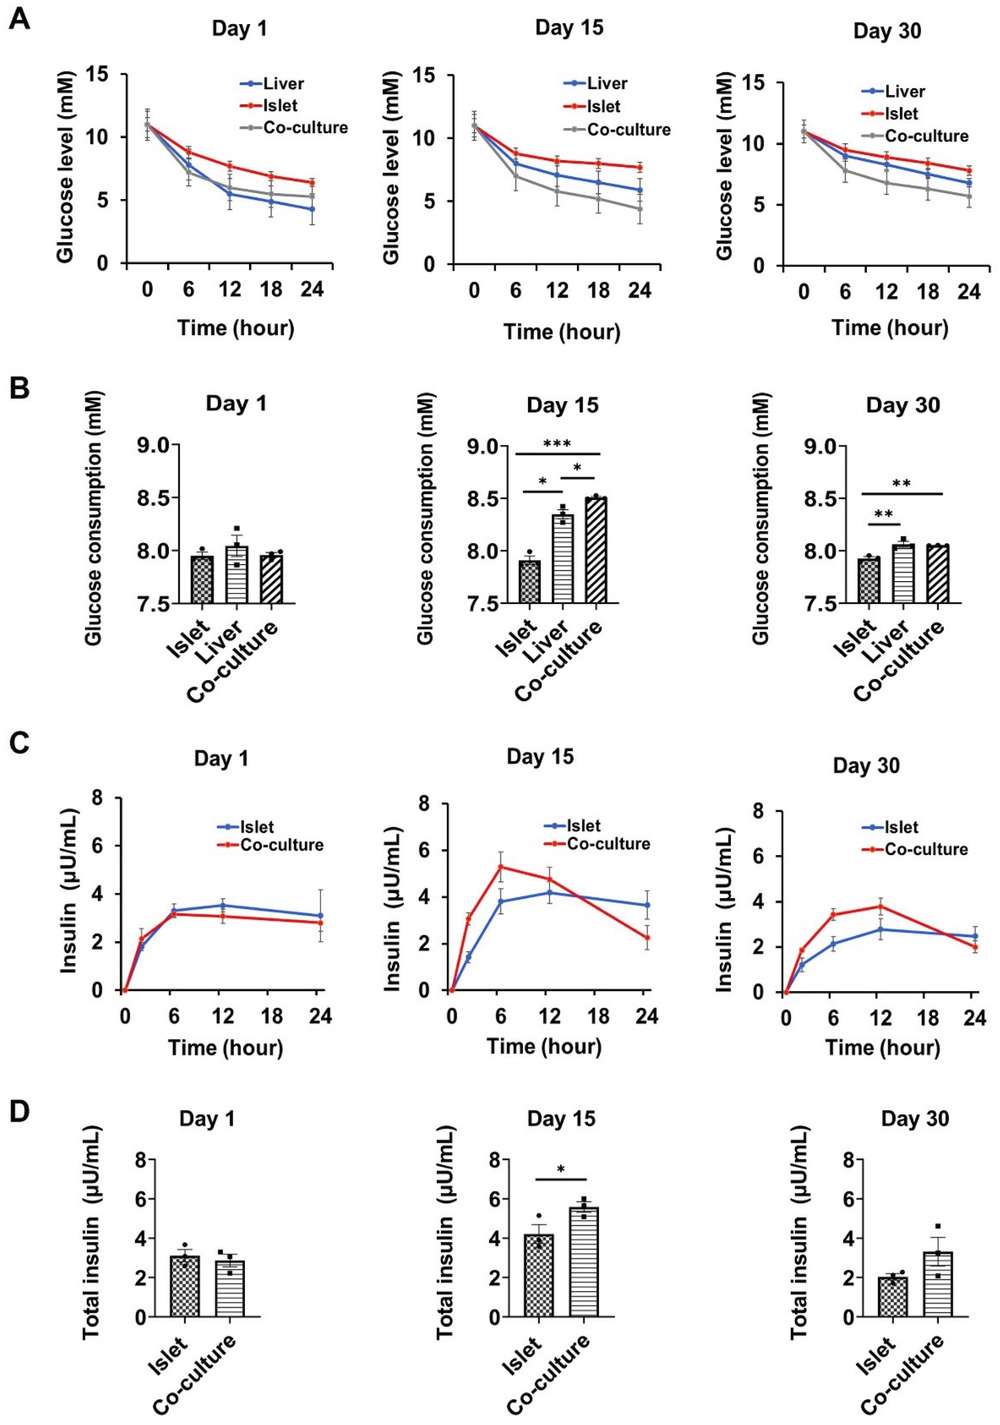 A
Day 1
Day 15
Day 30
Glucose level (mM)
15
10
5
0
Liver
Islet
Co-culture
0 6 12 18 24
Time (hour)
Glucose level (mM)
15
10
5
0
Liver
Islet
Co-culture
0 6 12 18 24
Time (hour)
Glucose level (mM)
15
10
5
0
Liver
Islet
Co-culture
0 6 12 18 24
Time (hour)
B
Day 1
Day 15
Day 30
Glucose consumption (mM)
9.0
8.5
8.0
7.5
Islet
Liver
Co-culture
Glucose consumption (mM)
9.0
8.5
8.0
7.5
***
*
*
Islet
Liver
Co-culture
Glucose consumption (mM)
9.0
8.5
8.0
7.5
**
**
Islet
Liver
Co-culture
C
Day 1
Day 15
Day 30
Insulin (µU/mL)
8
6
4
2
0
Islet
Co-culture
0 6 12 18 24
Time (hour)
Insulin (µU/mL)
8
6
4
2
0
Islet
Co-culture
0 6 12 18 24
Time (hour)
Insulin (µU/mL)
8
6
4
2
0
Islet
Co-culture
0 6 12 18 24
Time (hour)
D
Day 1
Day 15
Day 30
Total insulin (µU/mL)
8
6
4
2
0
Islet
Co-culture
Total insulin (µU/mL)
8
6
4
2
0
*
Islet
Co-culture
Total insulin (µU/mL)
8
6
4
2
0
Islet
Co-culture